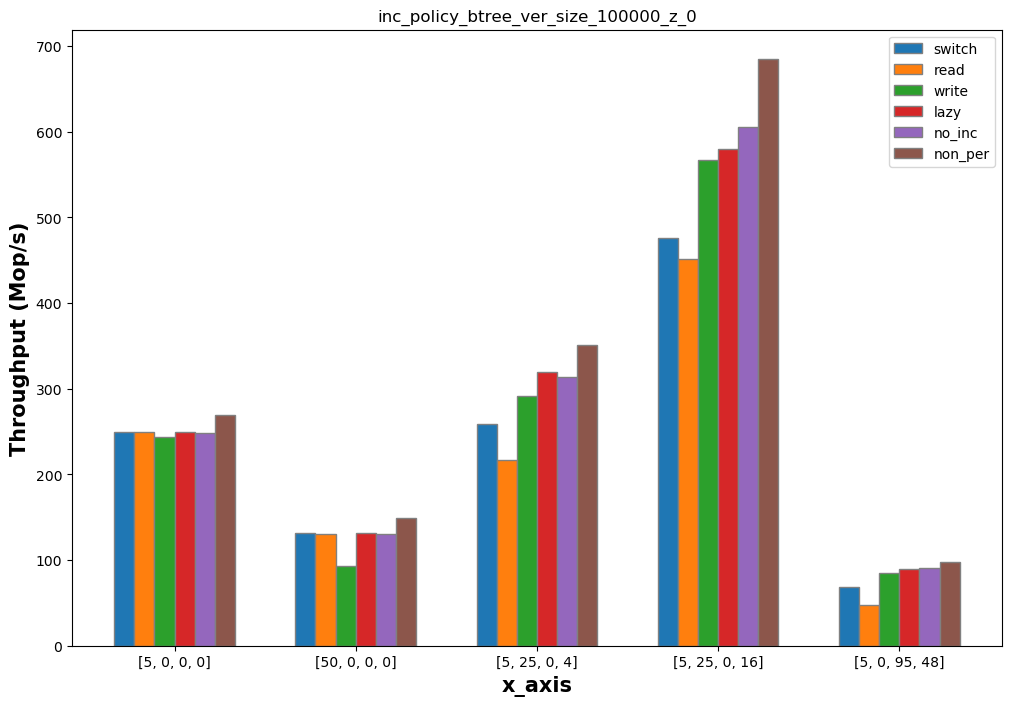 inc_policy_btree_ver_size_100000_z_0
switch
read
write
lazy
no_inc
non_per
Throughput (Mop/s)
700
600
500
400
300
200
100
0
[5, 0, 0, 0]
[50, 0, 0, 0]
[5, 25, 0, 4]
[5, 25, 0, 16]
[5, 0, 95, 48]
x_axis